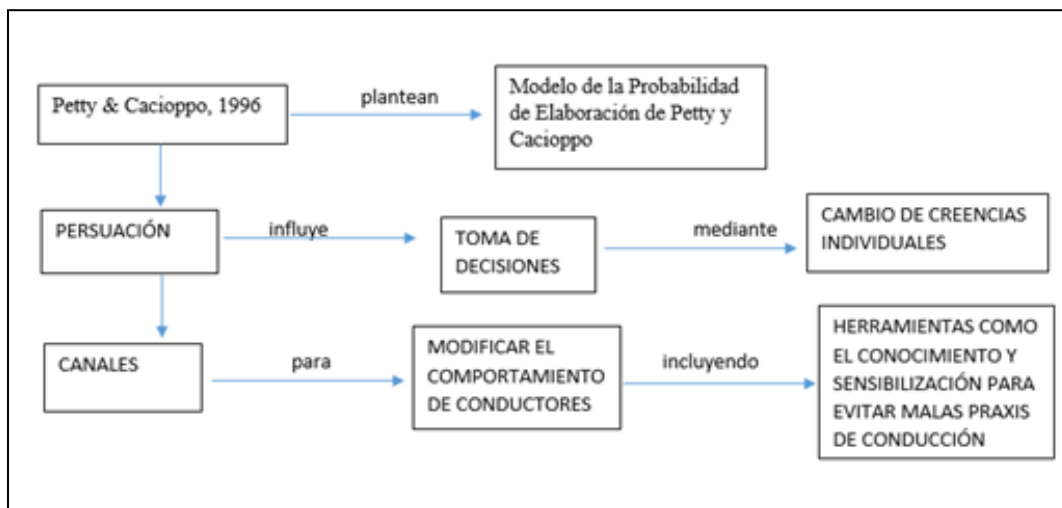 Petty & Cacioppo, 1996
plantean
Modelo de la Probabilidad
de Elaboración de Petty y
Cacioppo
PERSUACIÓN
influye
TOMA DE
DECISIONES
mediante
CAMBIO DE CREENCIAS
INDIVIDUALES
CANALES
para
MODIFICAR EL
COMPORTAMIENTO
DE CONDUCTORES
incluyendo
HERRAMIENTAS COMO
EL CONOCIMIENTO Y
SENSIBILIZACIÓN PARA
EVITAR MALAS PRAXIS
DE CONDUCCIÓN